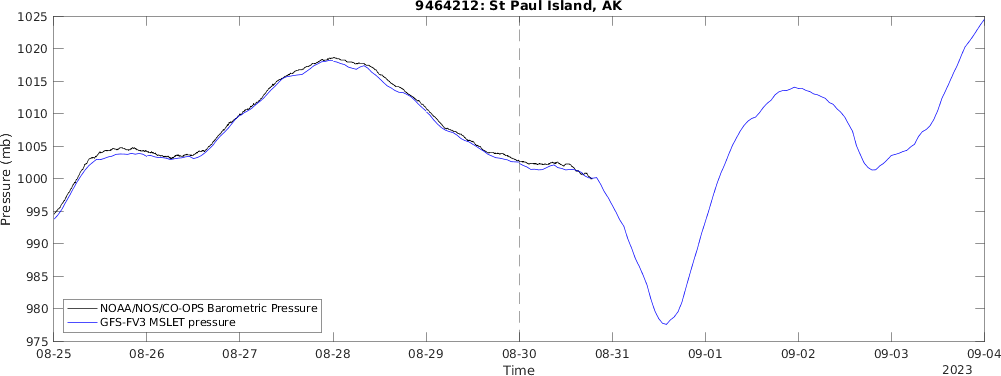 9464212: St Paul Island, AK
1025
1020
1015
1010
1005
1000
995
990
985
980
975
Pressure (mb)
NOAA/NOS/CO-OPS Barometric Pressure
GFS-FV3 MSLET pressure
08-25 08-26 08-27 08-28 08-29 08-30 08-31 09-01 09-02 09-03 09-04
Time
2023